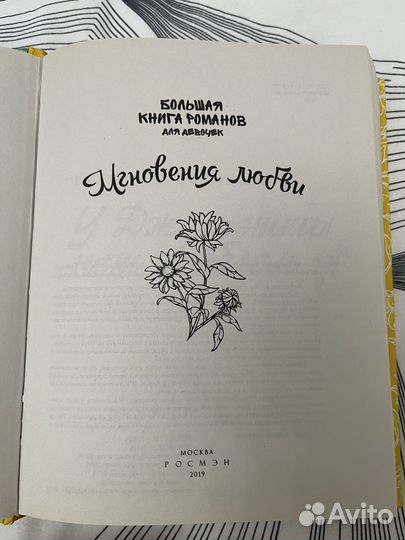 БОЛЬШАЯ
КНИГА РОМАНОВ
ДЛЯ ДЕВОЧЕК
Мгновения любви
МОСКВА
РОСМЭН
2019
Avito